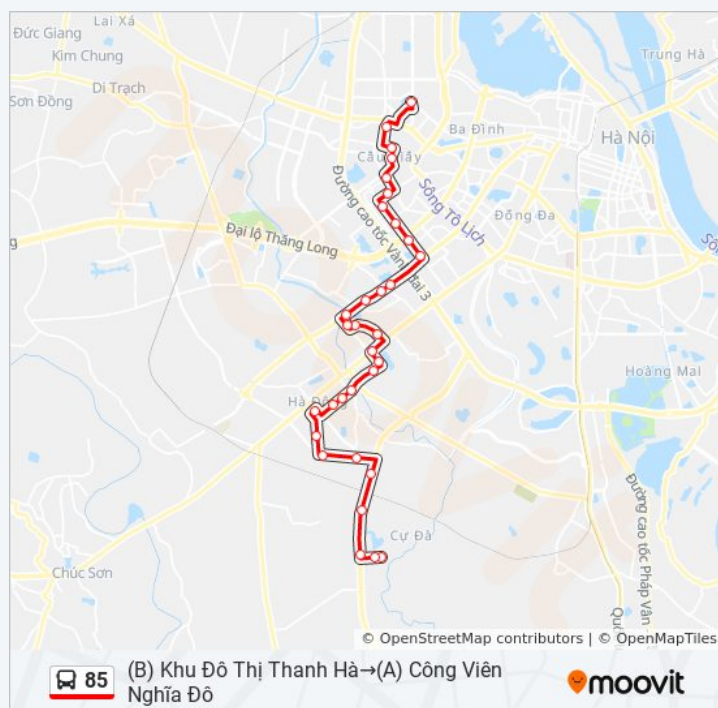 Lai Xá
Đức Giang
Kim Chung
Di Trạch
Sơn Đồng
Trung Hà
Ba Đình
Hà Nội
Cầu Giấy
Sông Tô Lịch
Đống Đa
Đường cao tốc Vành đai 3
Đại lộ Thăng Long
Hoàng Mai
Hà Đông
Cự Đà
Chúc Sơn
Đường cao tốc Pháp Vân
© OpenStreetMap contributors | © OpenMapTiles
85
(B) Khu Đô Thị Thanh Hà→(A) Công Viên
Nghĩa Đô
moovit